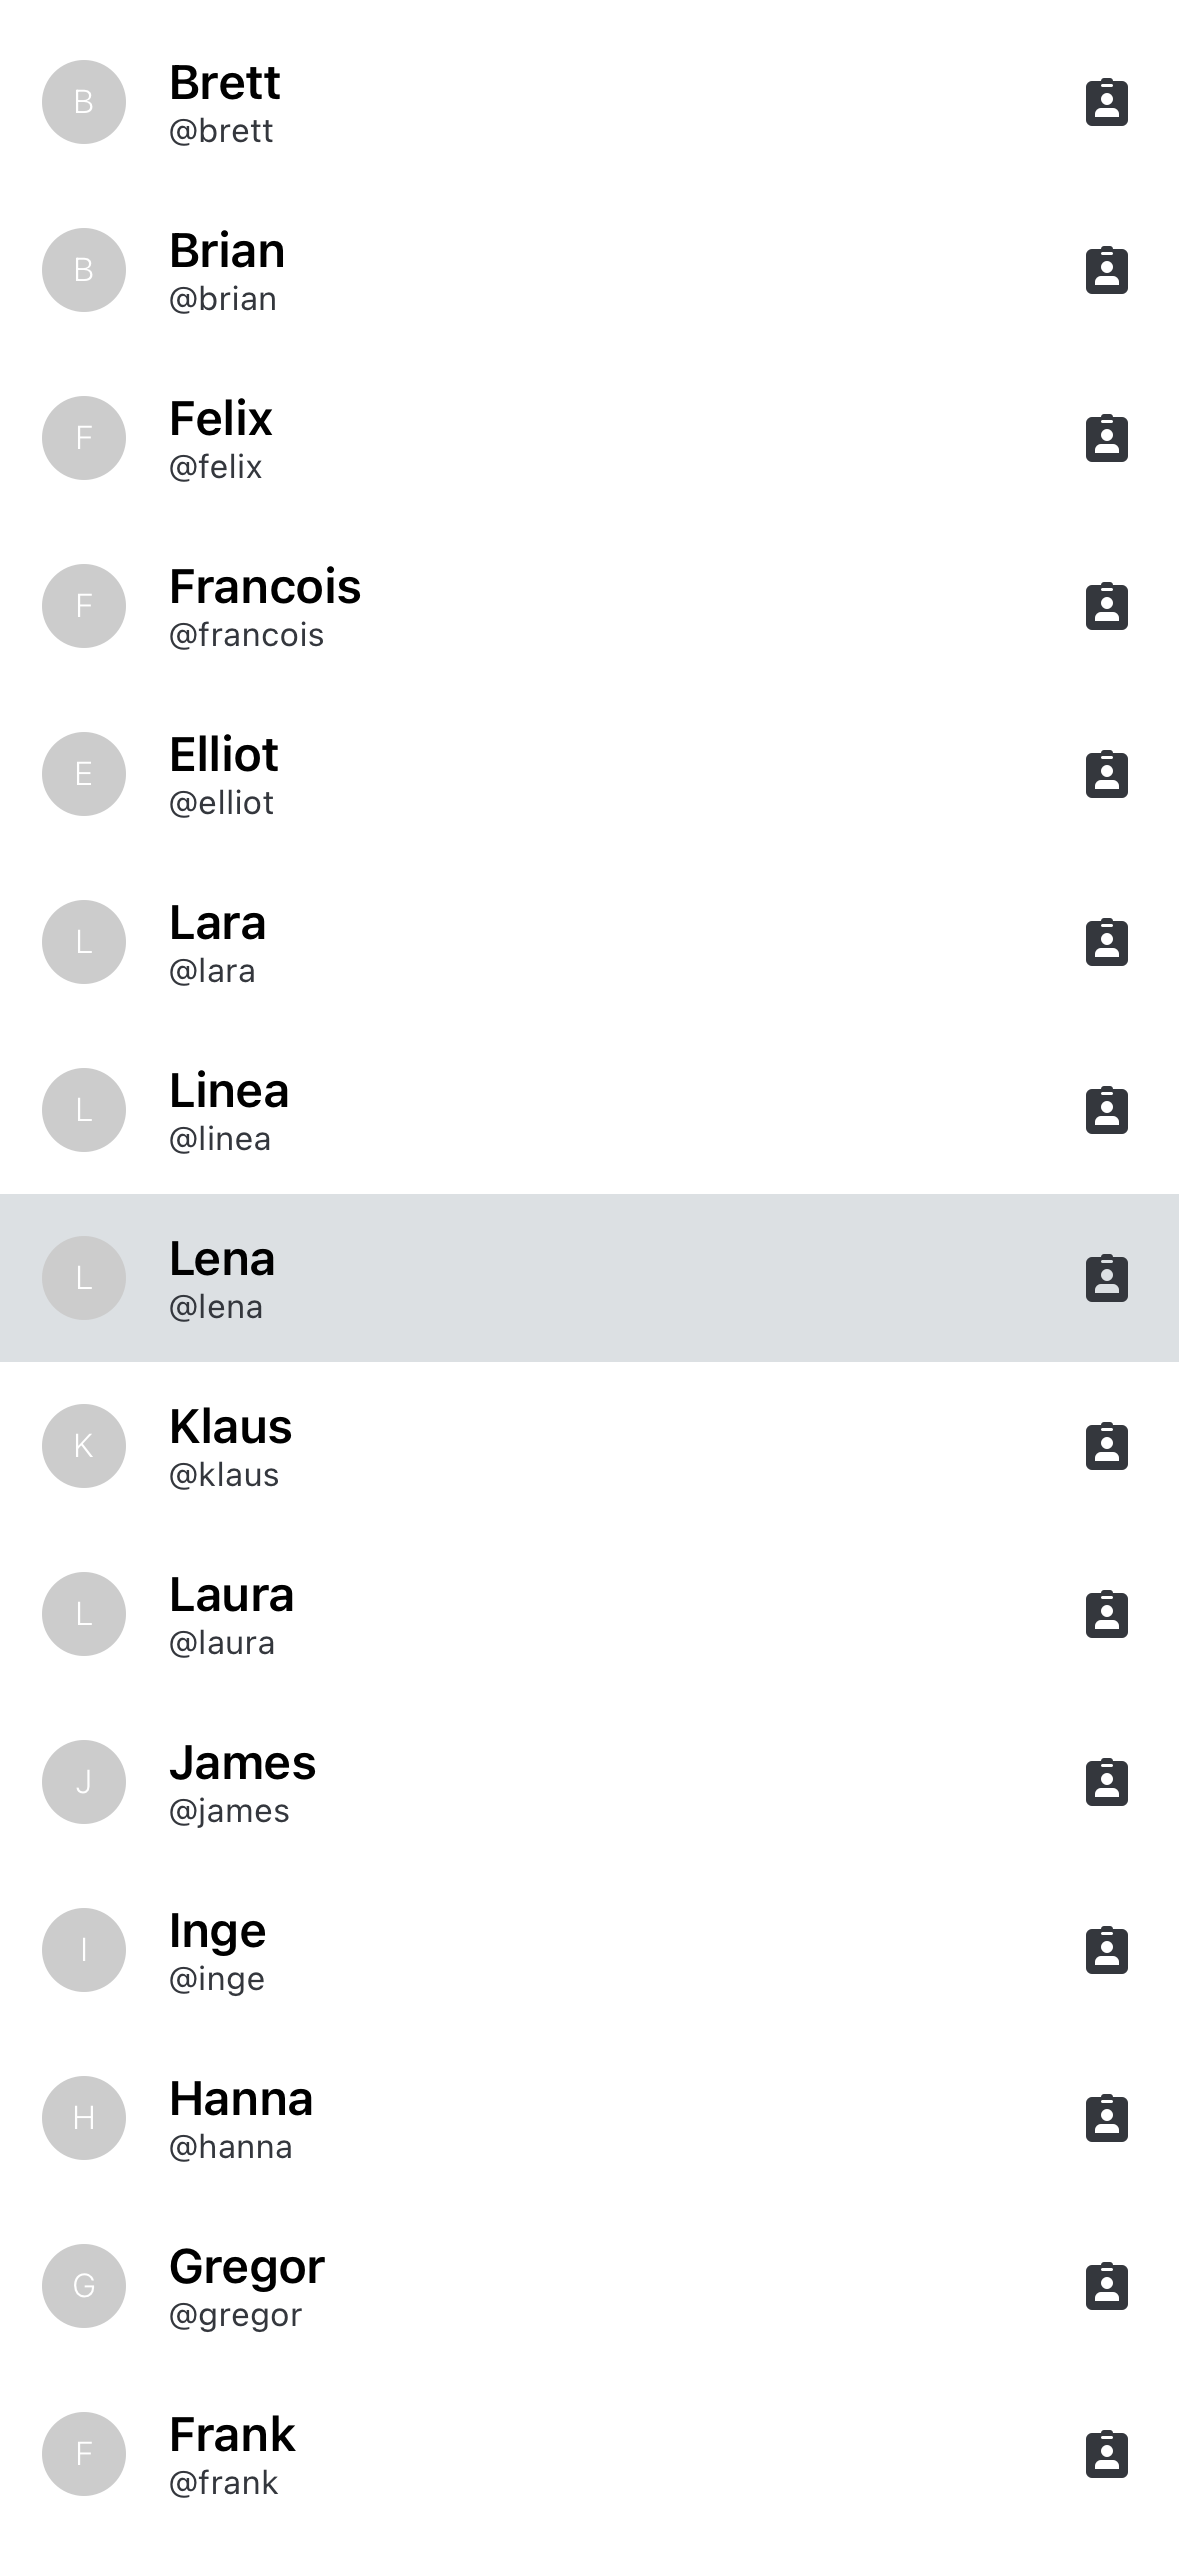 B
Brett
@brett
B
Brian
@brian
F
Felix
@felix
F
Francois
@francois
E
Elliot
@elliot
L
Lara
@lara
L
Linea
@linea
L
Lena
@lena
K
Klaus
@klaus
L
Laura
@laura
J
James
@james
I
Inge
@inge
H
Hanna
@hanna
G
Gregor
@gregor
F
Frank
@frank